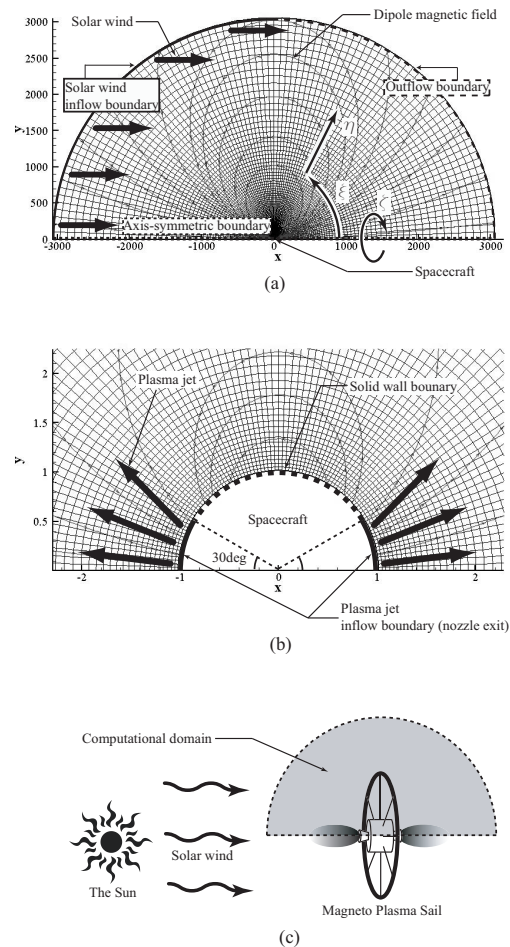 Solar wind
Dipole magnetic field
3000
2500
2000
1500
1000
500
0
y
Solar wind
inflow boundary
Outflow boundary
η
ξ
ζ
Axis-symmetric boundary
-3000
-2000
-1000
0
1000
2000
3000
x
Spacecraft
(a)
2
1.5
1
0.5
y
Plasma jet
Solid wall bounary
Spacecraft
30deg
-2
-1
0
1
2
x
Plasma jet
inflow boundary (nozzle exit)
(b)
Computational domain
Solar wind
The Sun
Magneto Plasma Sail
(c)